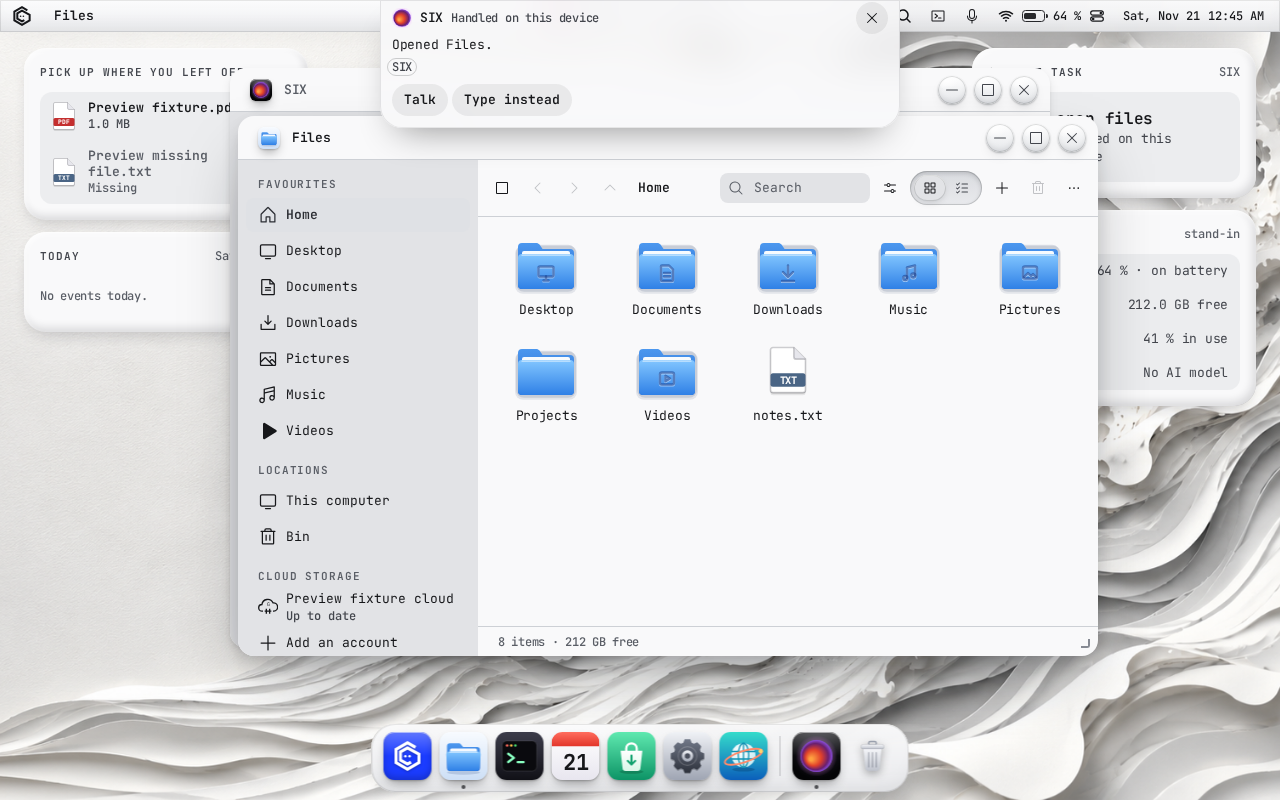 Files
64 %
Sat, Nov 21 12:45 AM
SIX Handled on this device
Opened Files.
SIX
Talk
Type instead
PICK UP WHERE YOU LEFT OFF
Preview fixture.pd
1.0 MB
PDF
Preview missing
file.txt
Missing
TXT
TODAY
No events today.
SIX
TASK
SIX
files
on this
stand-in
64 % · on battery
212.0 GB free
41 % in use
No AI model
Files
FAVOURITES
Home
Desktop
Documents
Downloads
Pictures
Music
Videos
LOCATIONS
This computer
Bin
CLOUD STORAGE
Preview fixture cloud
Up to date
Add an account
Home
Search
Desktop
Documents
Downloads
Music
Pictures
Projects
Videos
TXT
notes.txt
8 items · 212 GB free
21